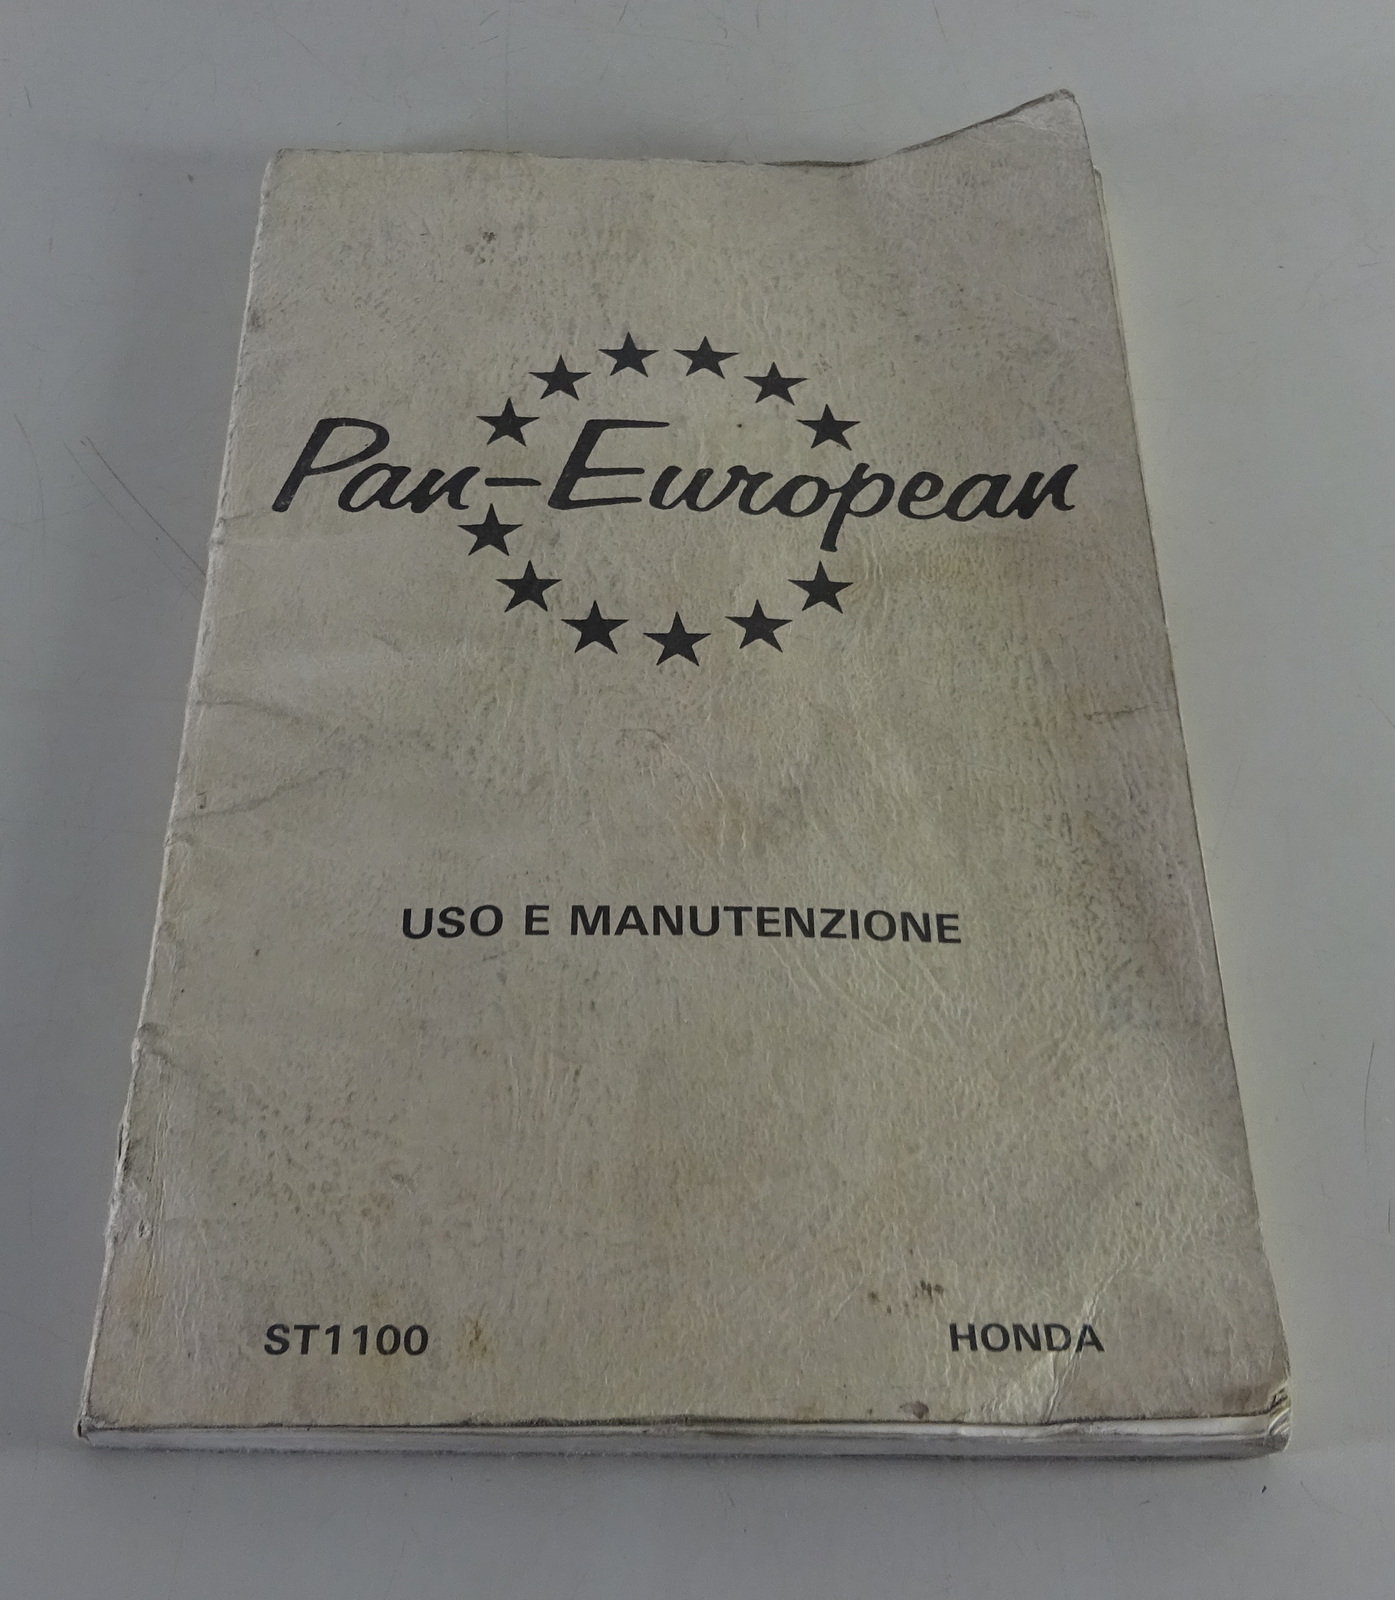 Pan-European
USO E MANUTENZIONE
ST1100 HONDA